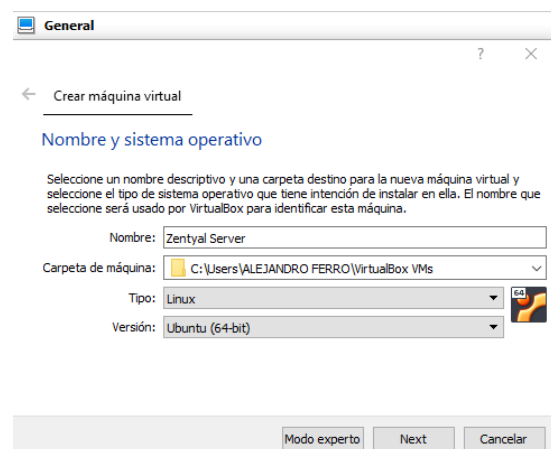 General
?
Crear máquina virtual
Nombre y sistema operativo
Seleccione un nombre descriptivo y una carpeta destino para la nueva máquina virtual y
seleccione el tipo de sistema operativo que tiene intención de instalar en ella. El nombre que
seleccione será usado por VirtualBox para identificar esta máquina.
Nombre: Zentyal Server
Carpeta de máquina: C:\Users\ALEJANDRO FERRO\VirtualBox VMs
Tipo: Linux
64
Versión: Ubuntu (64-bit)
Modo experto Next Cancelar